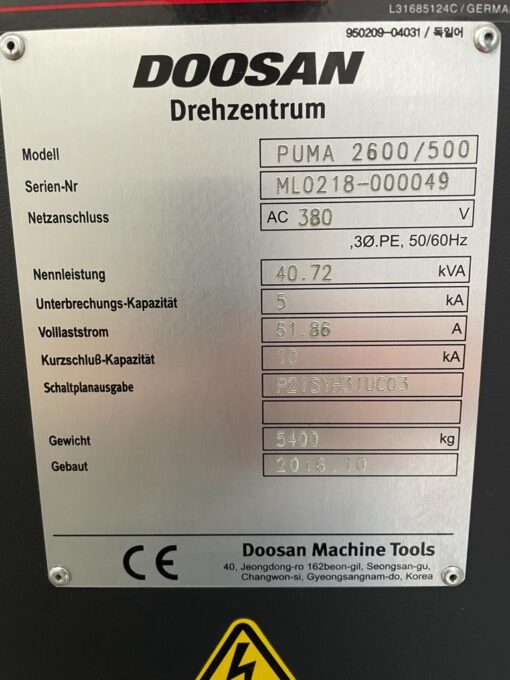 L31685124C / GERMA
950209-04031 / 독일어
DOOSAN
Drehzentrum
Modell PUMA 2600/500
Serien-Nr ML0218-000049
Netzanschluss AC 380 V
,3Ø.PE, 50/60Hz
Nennleistung 40.72 kVA
Unterbrechungs-Kapazität 5 kA
Volllaststrom 61.86 A
Kurzschluß-Kapazität 10 kA
Schaltplanausgabe P21SYH31UC03
Gewicht 5400 kg
Gebaut 2018.10
CE Doosan Machine Tools
40, Jeongdong-ro 162beon-gil, Seongsan-gu,
Changwon-si, Gyeongsangnam-do, Korea